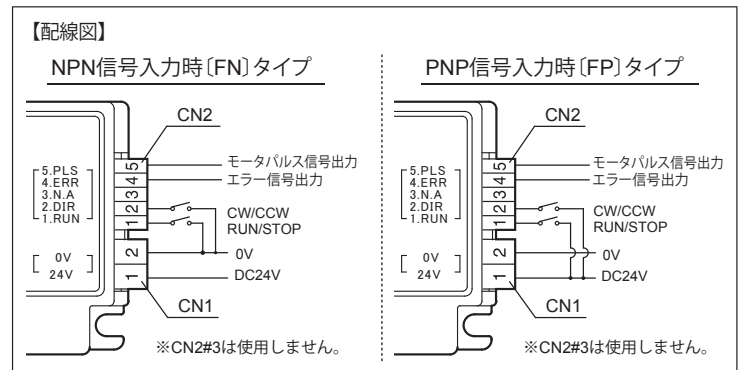 【配線図】
NPN信号入力時〔FN〕タイプ
CN2
5.PLS
4.ERR
3.N.A
2.DIR
1.RUN
0V
24V
5
4
3
2
1
2
1
モータパルス信号出力
エラー信号出力
CW/CCW
RUN/STOP
0V
DC24V
CN1
※CN2#3は使用しません。
PNP信号入力時〔FP〕タイプ
CN2
5.PLS
4.ERR
3.N.A
2.DIR
1.RUN
0V
24V
5
4
3
2
1
2
1
モータパルス信号出力
エラー信号出力
CW/CCW
RUN/STOP
0V
DC24V
CN1
※CN2#3は使用しません。